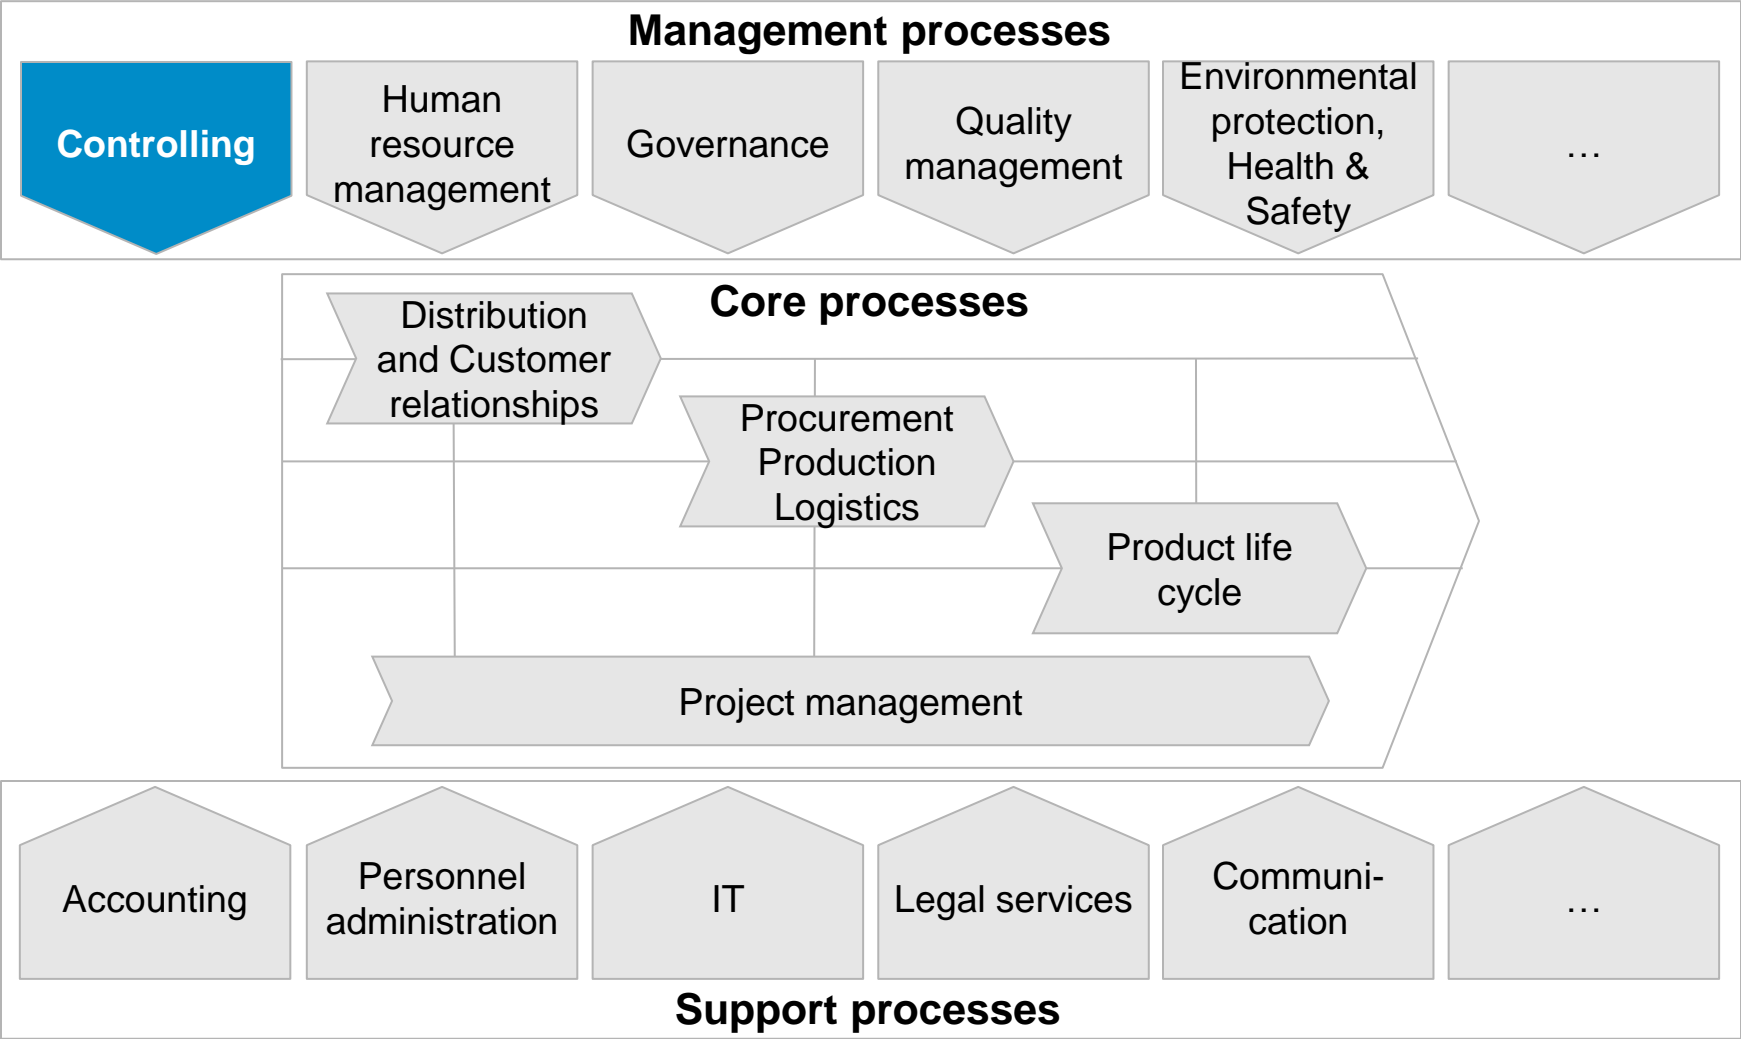 Management processes
Controlling
Human
resource
management
Governance
Quality
management
Environmental
protection,
Health &
Safety
…
Core processes
Distribution
and Customer
relationships
Procurement
Production
Logistics
Product life
cycle
Project management
Accounting
Personnel
administration
IT
Legal services
Communi-
cation
…
Support processes